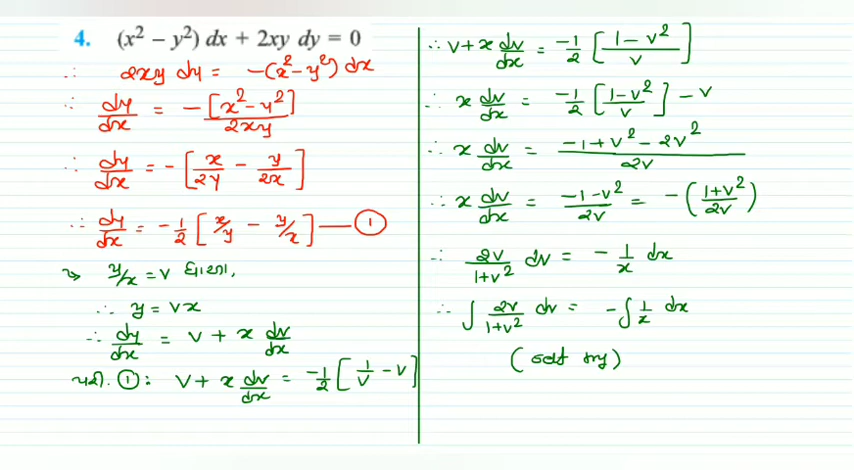 4. (x² – y²) dx + 2xy dy = 0
∴ 2xy dy = -(x²-y²) dx
∴ dy/dx = -[x²-y²]/2xy
∴ dy/dx = -[x/2y - y/2x]
∴ dy/dx = -1/2 [x/y - y/x] — ①
→ y/x = v ધારતા,
∴ y = vx
∴ dy/dx = v + x dv/dx
પરી. ①: v + x dv/dx = -1/2 [1/v - v]
∴ v + x dv/dx = -1/2 [1-v²/v]
∴ x dv/dx = -1/2 [1-v²/v] - v
∴ x dv/dx = -1+v²-2v²/2v
∴ x dv/dx = -1-v²/2v = -(1+v²/2v)
∴ 2v/1+v² dv = -1/x dx
∴ ∫ 2v/1+v² dv = -∫ 1/x dx
(self try)